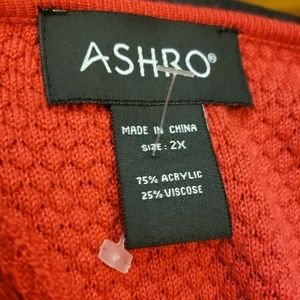 ASHRO®
MADE IN CHINA
SIZE: 2X
75% ACRYLIC
25% VISCOSE